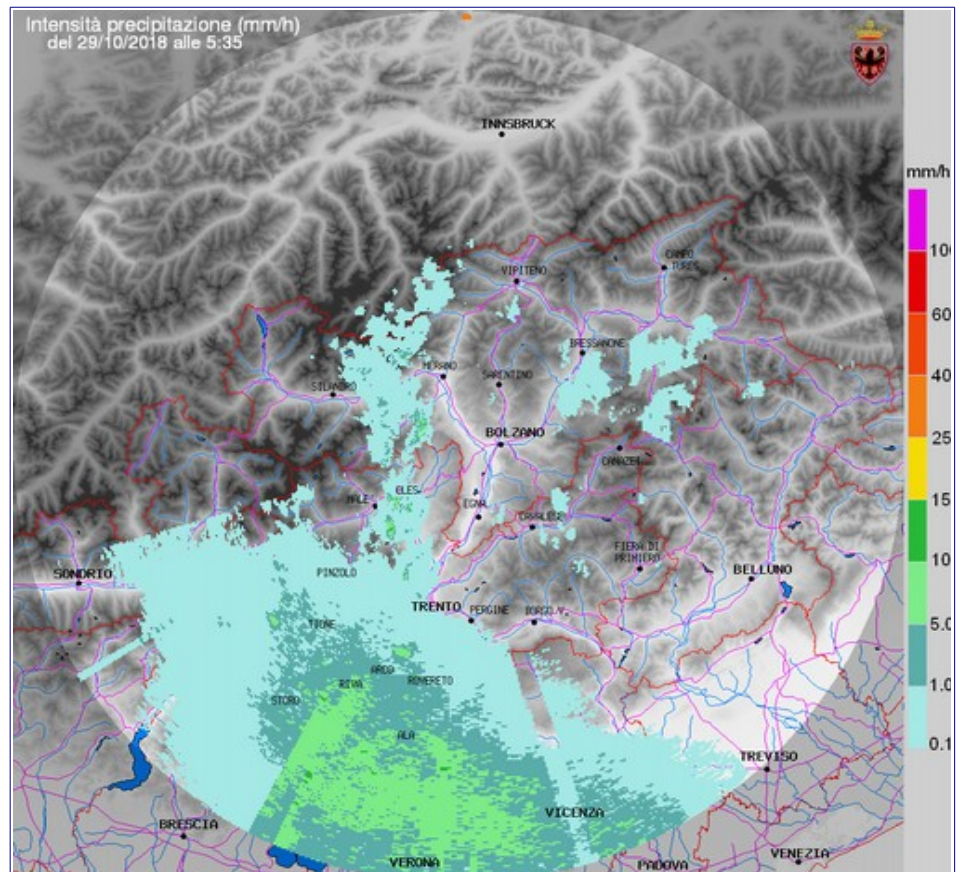 Intensità precipitazione (mm/h)
del 29/10/2018 alle 5:35
INNSBRUCK
mm/h
100
60
40
25
15
10
5.0
1.0
0.1
VIPITENO
CAMPO
TURES
BRESSANONE
MERANO
SARENTINO
SILANDRO
BOLZANO
CANAZEI
MALE'
CLES
EGNA
CAVALESE
FIERA DI
PRIMIERO
SONDRIO
PINZOLO
BELLUNO
TRENTO
PERGINE
BORGO V.
TIONE
ARCO
RIVA
ROVERETO
STORO
ALA
TREVISO
VICENZA
BRESCIA
VERONA
PADOVA
VENEZIA